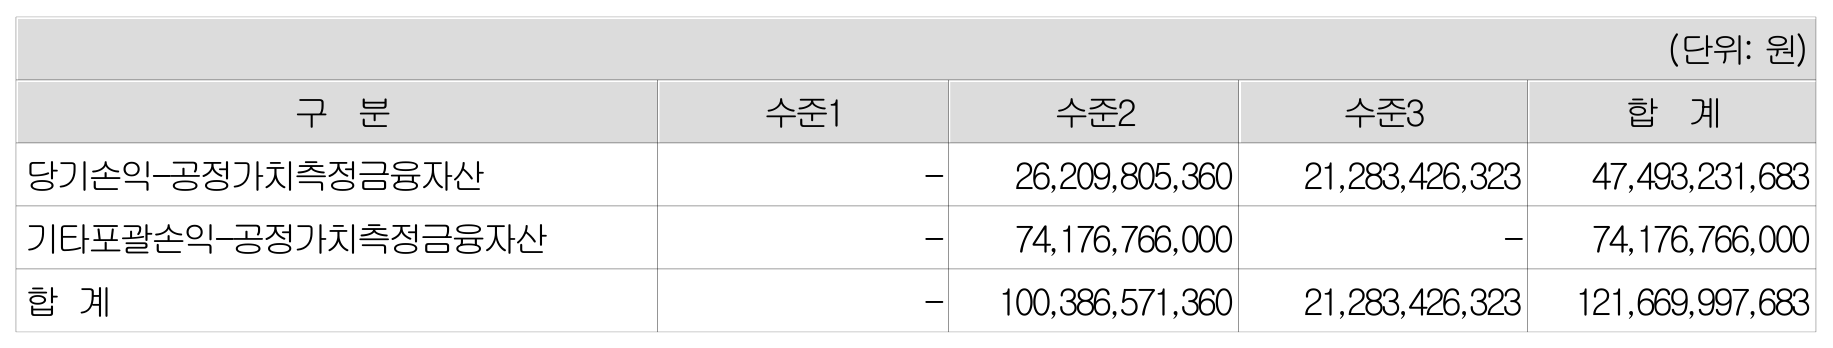 (단위: 원)
구 분 수준1 수준2 수준3 합 계
당기손익-공정가치측정금융자산 - 26,209,805,360 21,283,426,323 47,493,231,683
기타포괄손익-공정가치측정금융자산 - 74,176,766,000 - 74,176,766,000
합 계 - 100,386,571,360 21,283,426,323 121,669,997,683